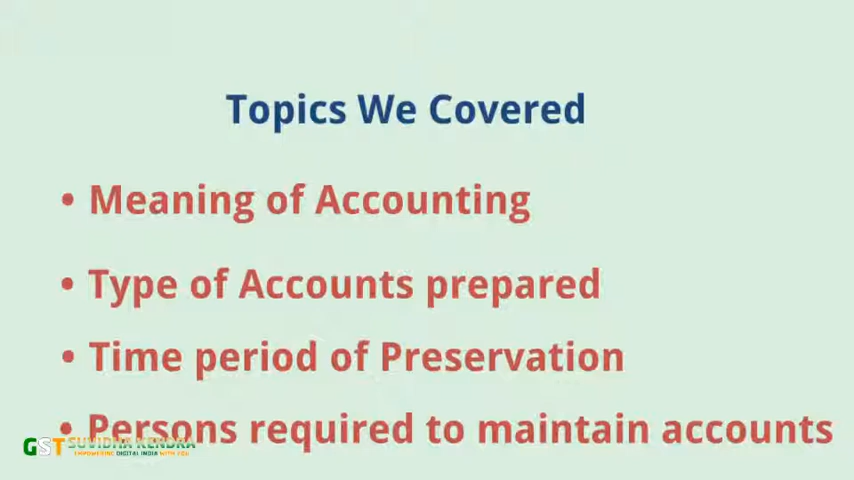 Topics We Covered
• Meaning of Accounting
• Type of Accounts prepared
• Time period of Preservation
• Persons required to maintain accounts
GST SUVIDHA KENDRA
EMPOWERING DIGITAL INDIA WITH YOU